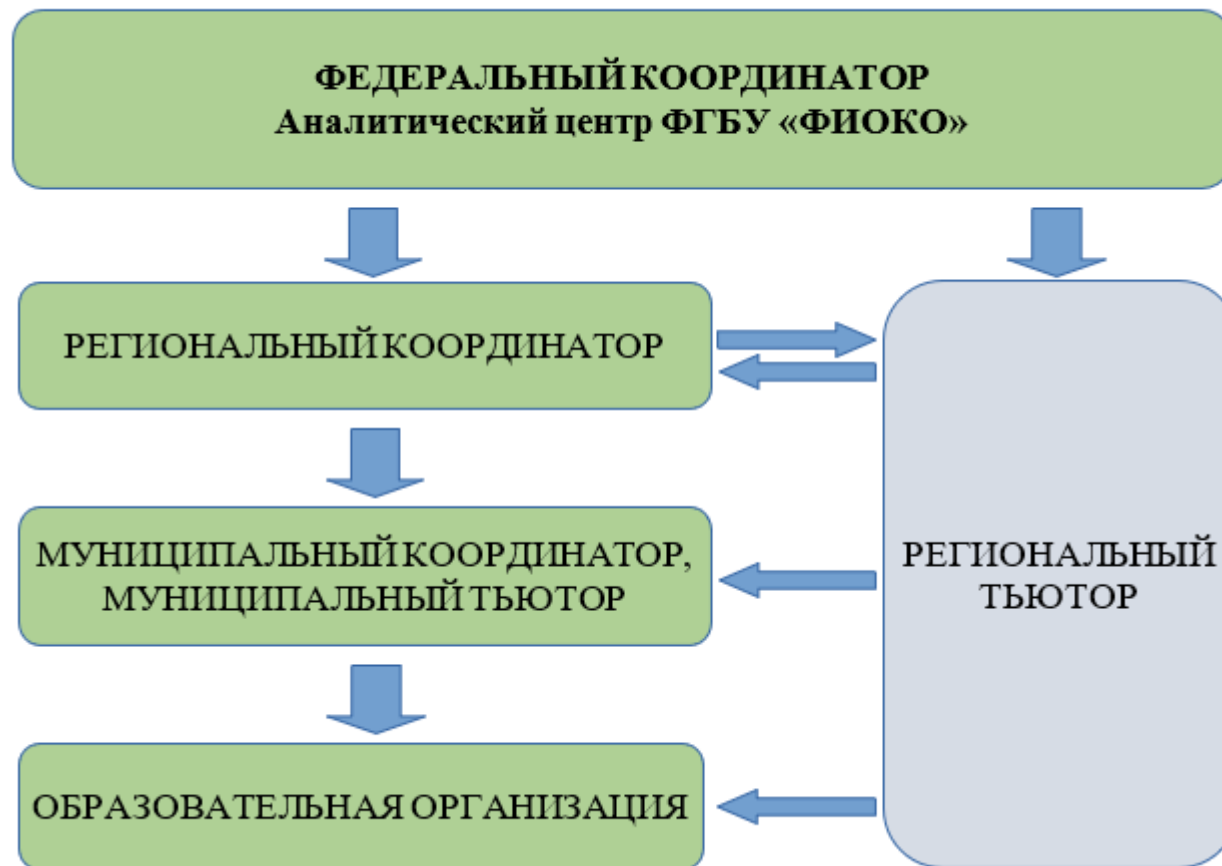 ФЕДЕРАЛЬНЫЙ КООРДИНАТОР
Аналитический центр ФГБУ «ФИОКО»
РЕГИОНАЛЬНЫЙ КООРДИНАТОР
МУНИЦИПАЛЬНЫЙ КООРДИНАТОР,
МУНИЦИПАЛЬНЫЙ ТЬЮТОР
РЕГИОНАЛЬНЫЙ
ТЬЮТОР
ОБРАЗОВАТЕЛЬНАЯ ОРГАНИЗАЦИЯ